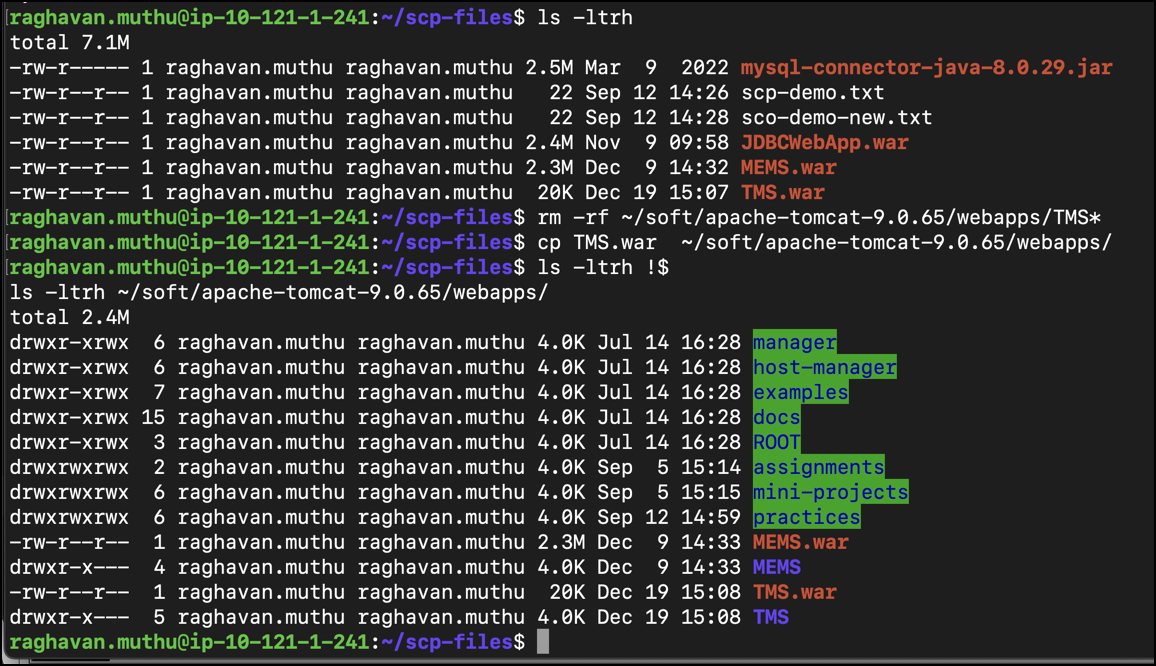 raghavan.muthu@ip-10-121-1-241:~/scp-files$ ls -ltrh
total 7.1M
-rw-r----- 1 raghavan.muthu raghavan.muthu 2.5M Mar  9  2022 mysql-connector-java-8.0.29.jar
-rw-r--r-- 1 raghavan.muthu raghavan.muthu   22 Sep 12 14:26 scp-demo.txt
-rw-r--r-- 1 raghavan.muthu raghavan.muthu   22 Sep 12 14:28 sco-demo-new.txt
-rw-r--r-- 1 raghavan.muthu raghavan.muthu 2.4M Nov  9 09:58 JDBCWebApp.war
-rw-r--r-- 1 raghavan.muthu raghavan.muthu 2.3M Dec  9 14:32 MEMS.war
-rw-r--r-- 1 raghavan.muthu raghavan.muthu  20K Dec 19 15:07 TMS.war
raghavan.muthu@ip-10-121-1-241:~/scp-files$ rm -rf ~/soft/apache-tomcat-9.0.65/webapps/TMS*
raghavan.muthu@ip-10-121-1-241:~/scp-files$ cp TMS.war  ~/soft/apache-tomcat-9.0.65/webapps/
raghavan.muthu@ip-10-121-1-241:~/scp-files$ ls -ltrh !$
ls -ltrh ~/soft/apache-tomcat-9.0.65/webapps/
total 2.4M
drwxr-xrwx  6 raghavan.muthu raghavan.muthu 4.0K Jul 14 16:28 manager
drwxr-xrwx  6 raghavan.muthu raghavan.muthu 4.0K Jul 14 16:28 host-manager
drwxr-xrwx  7 raghavan.muthu raghavan.muthu 4.0K Jul 14 16:28 examples
drwxr-xrwx 15 raghavan.muthu raghavan.muthu 4.0K Jul 14 16:28 docs
drwxr-xrwx  3 raghavan.muthu raghavan.muthu 4.0K Jul 14 16:28 ROOT
drwxrwxrwx  2 raghavan.muthu raghavan.muthu 4.0K Sep  5 15:14 assignments
drwxrwxrwx  6 raghavan.muthu raghavan.muthu 4.0K Sep  5 15:15 mini-projects
drwxrwxrwx  6 raghavan.muthu raghavan.muthu 4.0K Sep 12 14:59 practices
-rw-r--r--  1 raghavan.muthu raghavan.muthu 2.3M Dec  9 14:33 MEMS.war
drwxr-x---  4 raghavan.muthu raghavan.muthu 4.0K Dec  9 14:33 MEMS
-rw-r--r--  1 raghavan.muthu raghavan.muthu  20K Dec 19 15:08 TMS.war
drwxr-x---  5 raghavan.muthu raghavan.muthu 4.0K Dec 19 15:08 TMS
raghavan.muthu@ip-10-121-1-241:~/scp-files$